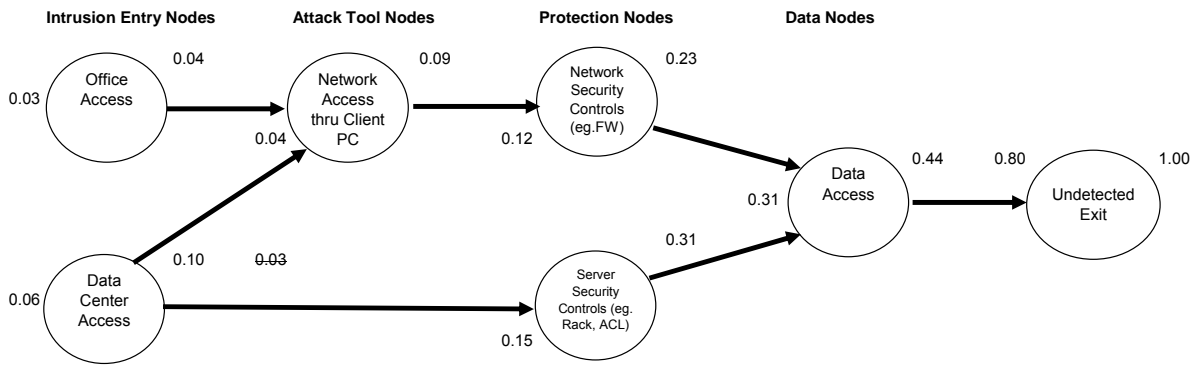 Intrusion Entry Nodes
Attack Tool Nodes
Protection Nodes
Data Nodes
0.03
Office
Access
0.04
0.04
Network
Access
thru Client
PC
0.09
0.12
Network
Security
Controls
(eg.FW)
0.23
0.31
Data
Access
0.44
0.80
Undetected
Exit
1.00
0.06
Data
Center
Access
0.10
0.03
0.15
Server
Security
Controls (eg.
Rack, ACL)
0.31